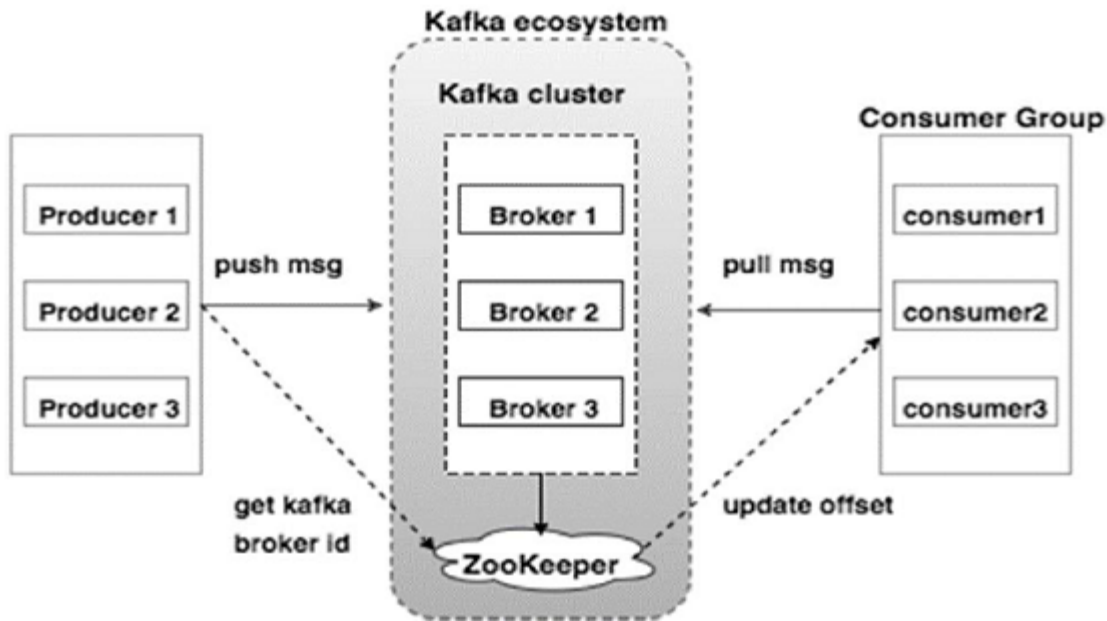 Kafka ecosystem
Kafka cluster
Consumer Group
Producer 1
Producer 2
Producer 3
push msg
Broker 1
Broker 2
Broker 3
pull msg
consumer1
consumer2
consumer3
get kafka
broker id
ZooKeeper
update offset